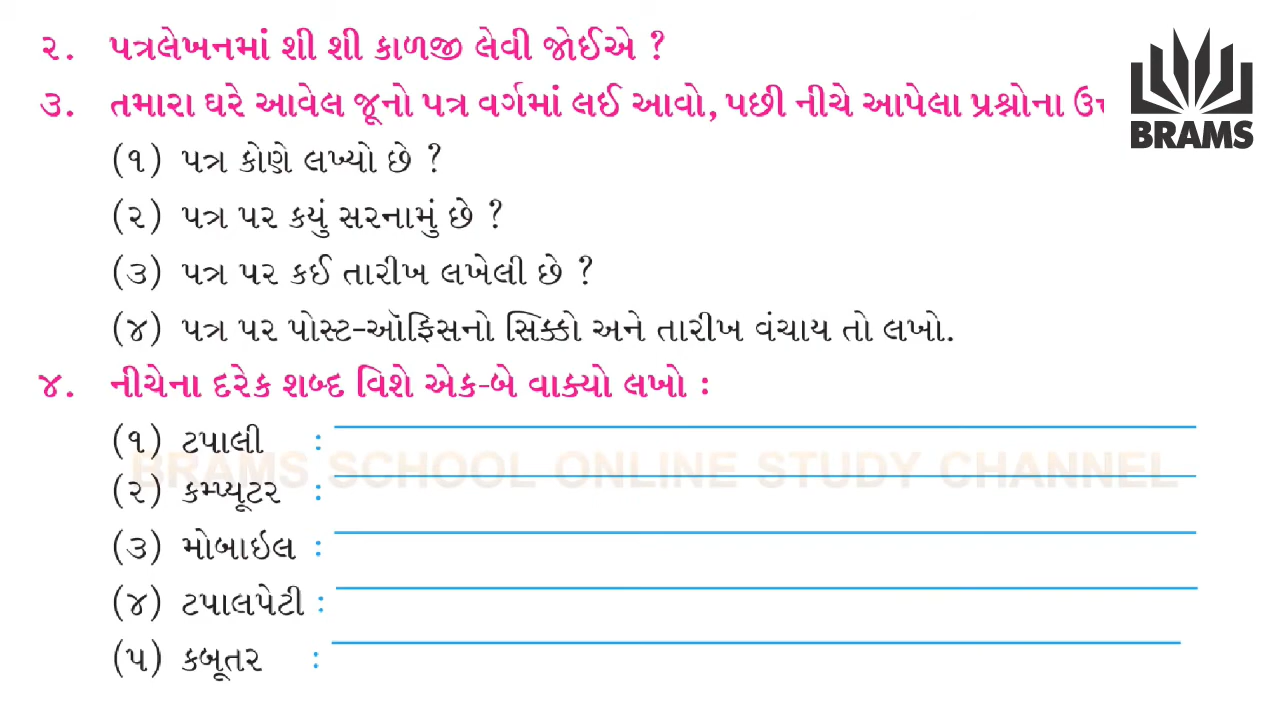 ૨. પત્રલેખનમાં શી શી કાળજી લેવી જોઈએ ?
૩. તમારા ઘરે આવેલ જૂનો પત્ર વર્ગમાં લઈ આવો, પછી નીચે આપેલા પ્રશ્નોના
(૧) પત્ર કોણે લખ્યો છે ?
(૨) પત્ર પર કયું સરનામું છે ?
(૩) પત્ર પર કઈ તારીખ લખેલી છે ?
(૪) પત્ર પર પોસ્ટ-ઑફિસનો સિક્કો અને તારીખ વંચાય તો લખો.
૪. નીચેના દરેક શબ્દ વિશે એક-બે વાક્યો લખો :
(૧) ટપાલી :
(૨) કમ્પ્યૂટર :
(૩) મોબાઇલ :
(૪) ટપાલપેટી :
(૫) કબૂતર :
BRAMS
BRAMS SCHOOL ONLINE STUDY CHANNEL